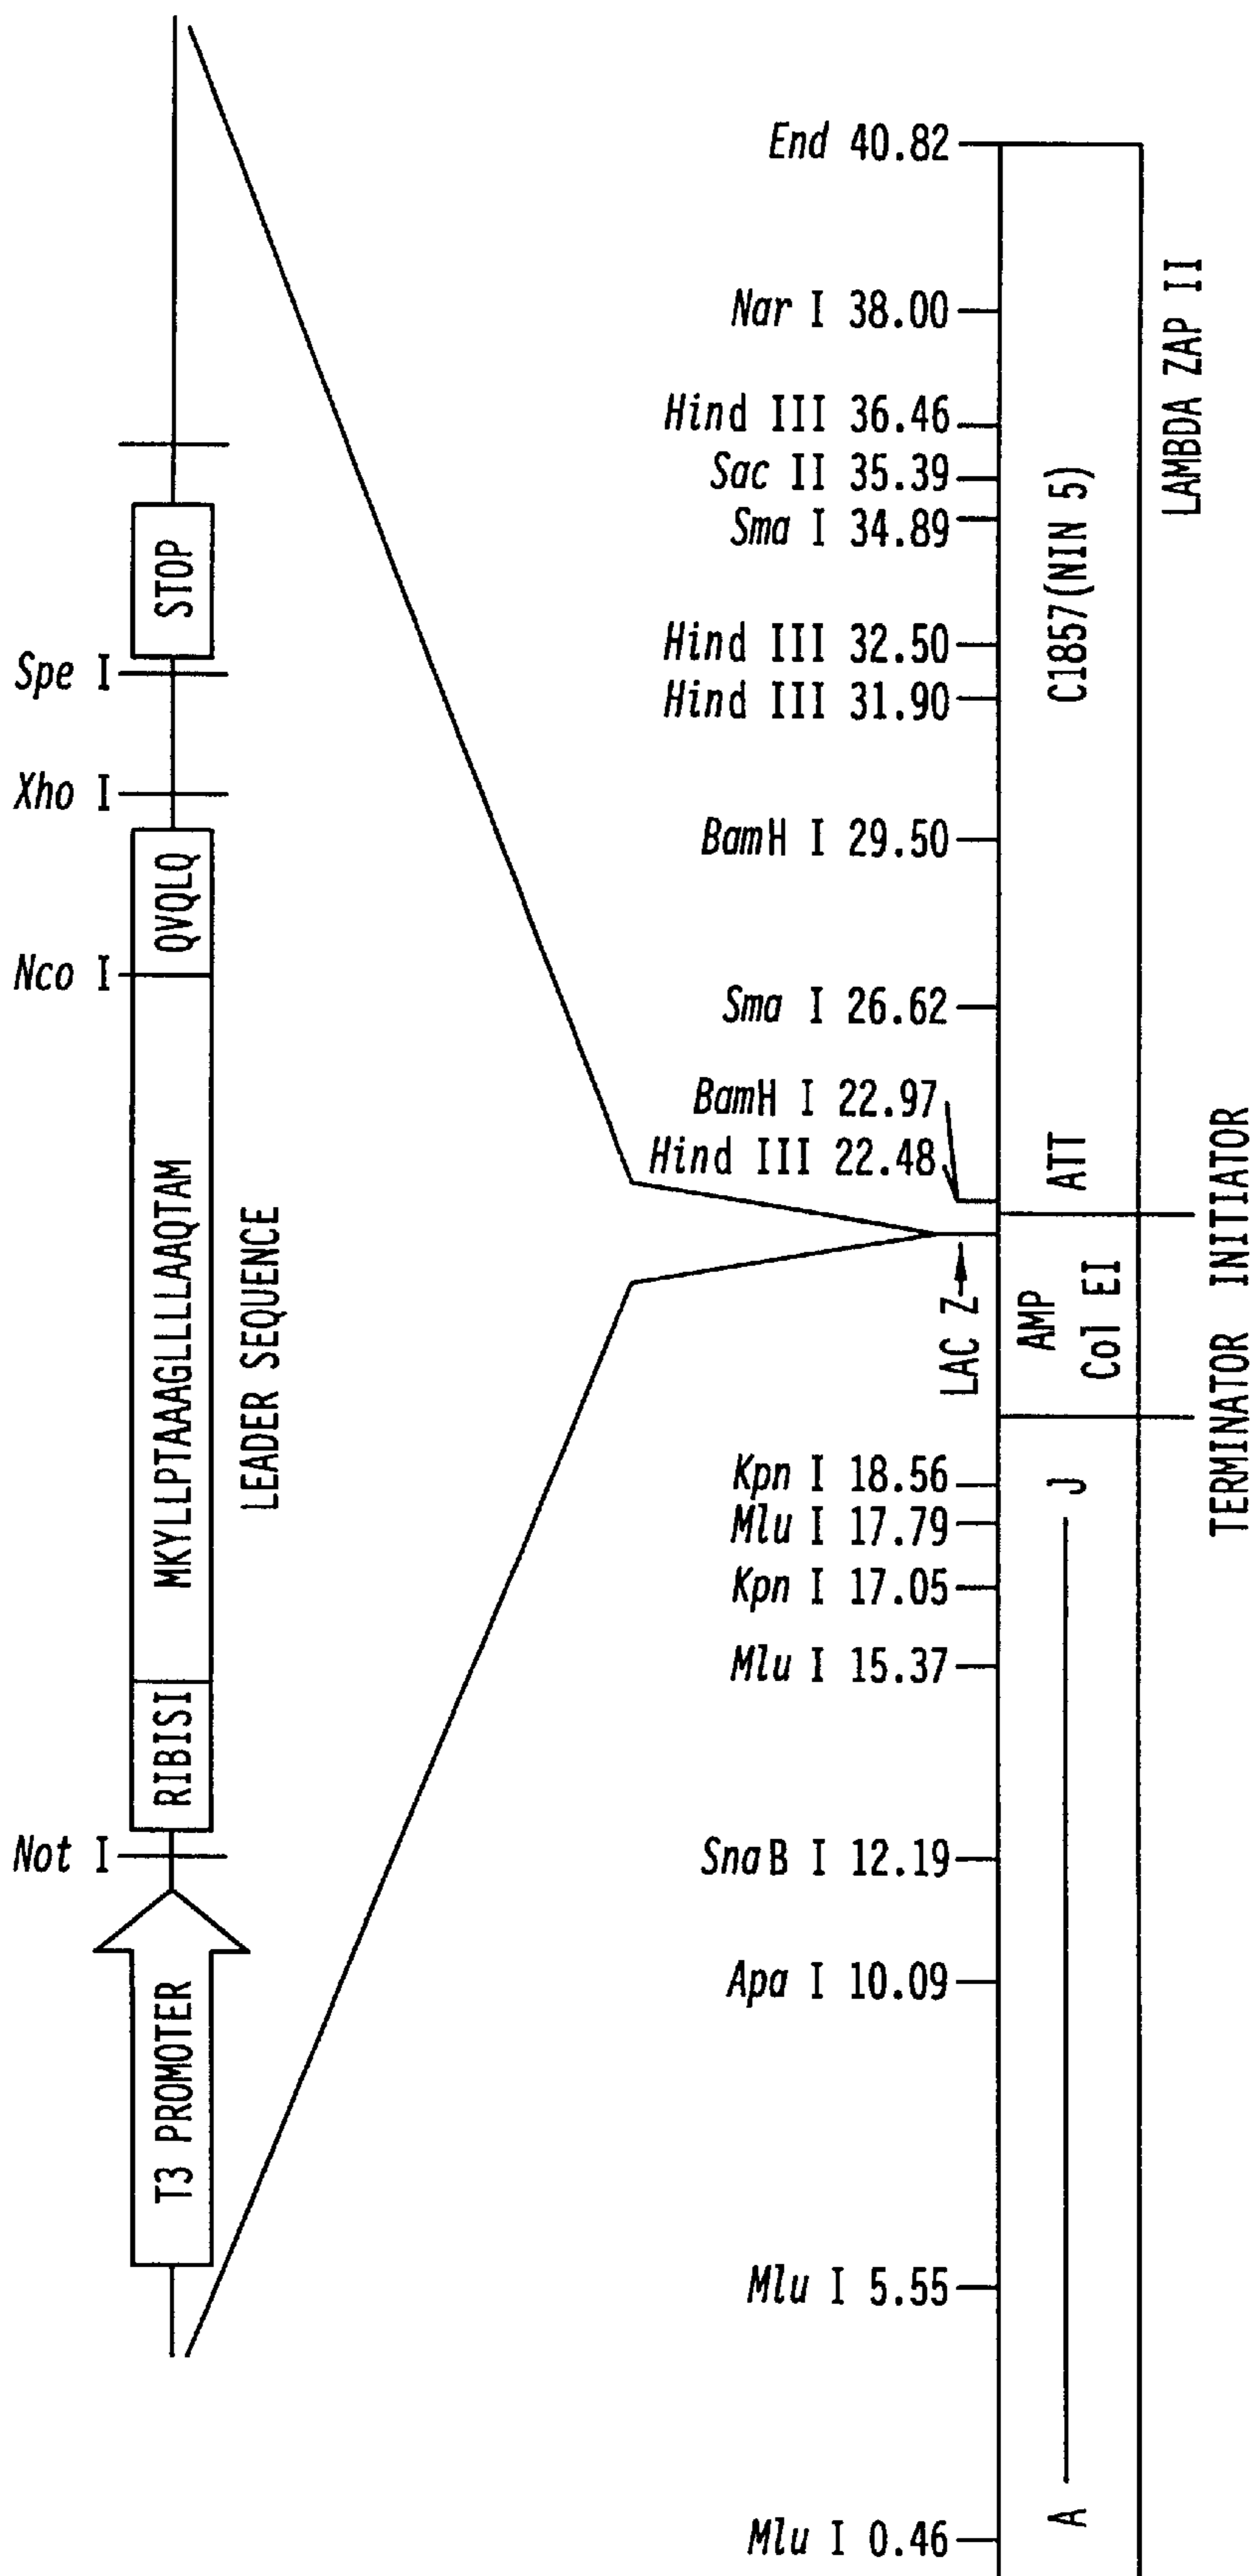 End 40.82
Nar I 38.00
Hind III 36.46
Sac II 35.39
Sma I 34.89
Hind III 32.50
Hind III 31.90
BamH I 29.50
Sma I 26.62
BamH I 22.97
Hind III 22.48
LAC Z
Kpn I 18.56
Mlu I 17.79
Kpn I 17.05
Mlu I 15.37
SnaB I 12.19
Apa I 10.09
Mlu I 5.55
Mlu I 0.46
C1857(NIN 5)
ATT
AMP
Col EI
J
A
LAMBDA ZAP II
TERMINATOR INITIATOR
STOP
Spe I
Xho I
QVQLQ
Nco I
MKYLLPTAAAGLLLLAAQTAM
LEADER SEQUENCE
RIBISI
Not I
T3 PROMOTER